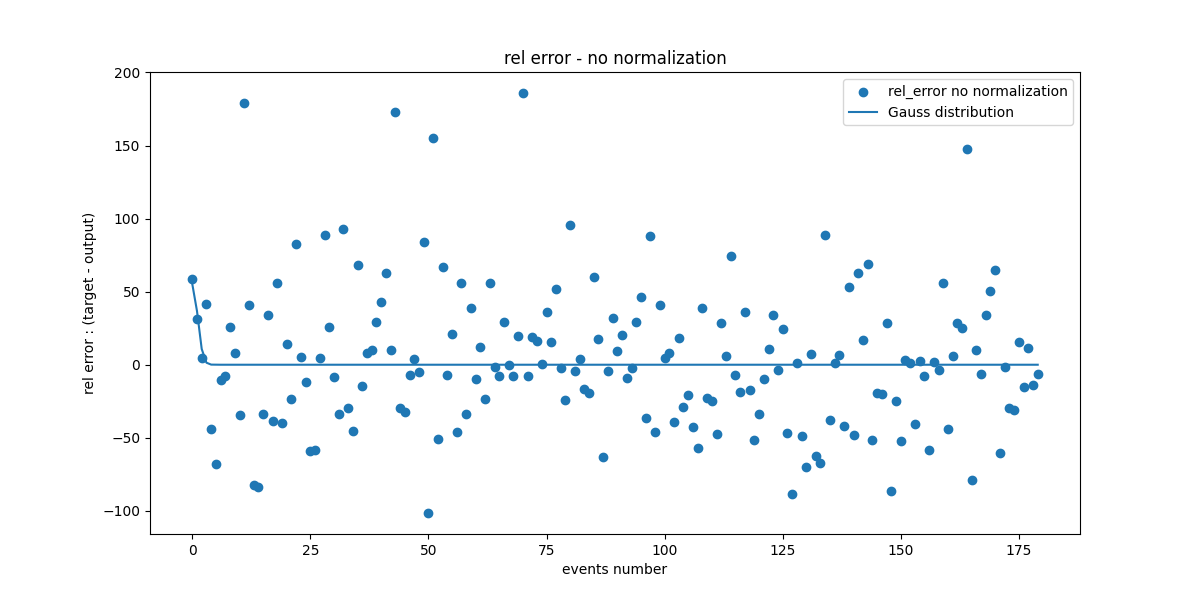 rel error - no normalization
rel_error no normalization
Gauss distribution
200
150
100
50
0
−50
−100
rel error : (target - output)
0 25 50 75 100 125 150 175
events number